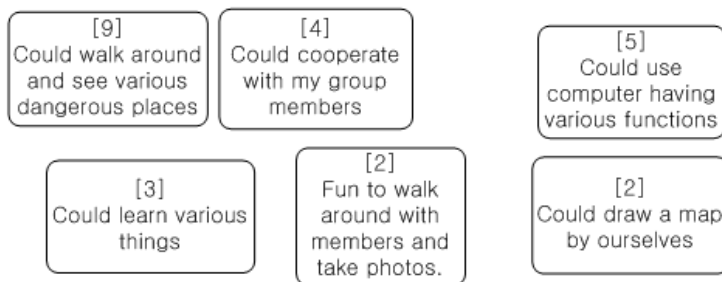 [9]
Could walk around
and see various
dangerous places
[4]
Could cooperate
with my group
members
[5]
Could use
computer having
various functions
[3]
Could learn various
things
[2]
Fun to walk
around with
members and
take photos.
[2]
Could draw a map
by ourselves